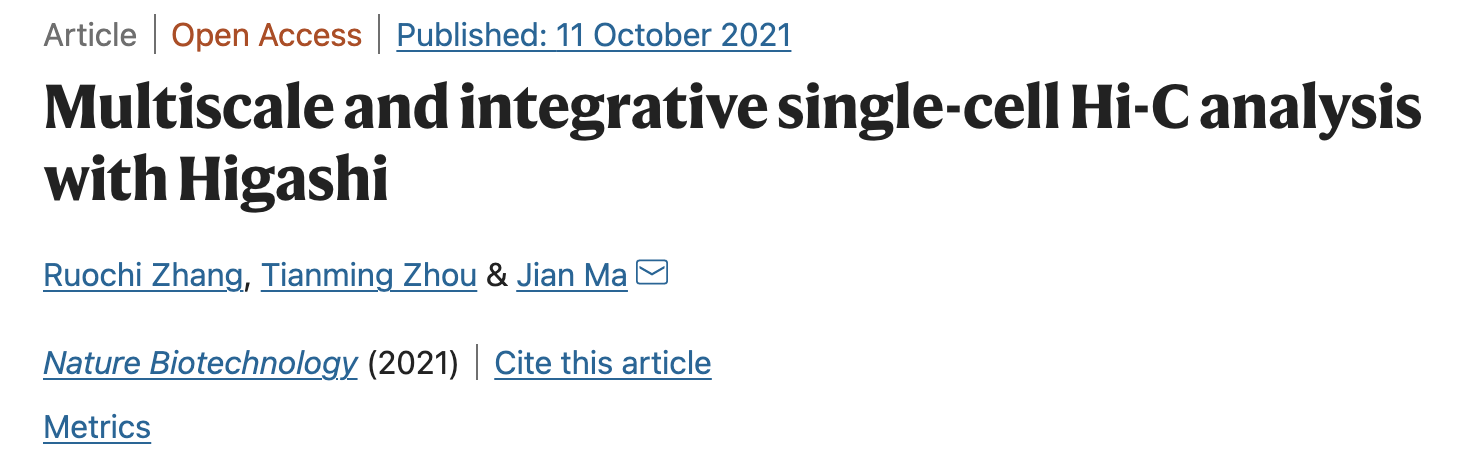 Article | Open Access | Published: 11 October 2021
Multiscale and integrative single-cell Hi-C analysis
with Higashi
Ruochi Zhang, Tianming Zhou & Jian Ma
Nature Biotechnology (2021) | Cite this article
Metrics